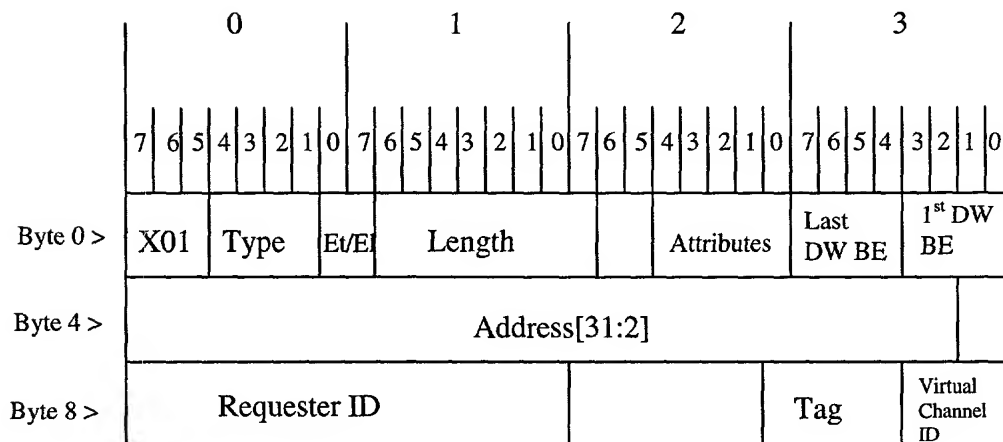 0 1 2 3
7 6 5 4 3 2 1 0 7 6 5 4 3 2 1 0 7 6 5 4 3 2 1 0 7 6 5 4 3 2 1 0
Byte 0 > X01 Type Et/El Length Attributes Last DW BE 1st DW BE
Byte 4 > Address[31:2]
Byte 8 > Requester ID Tag Virtual Channel ID